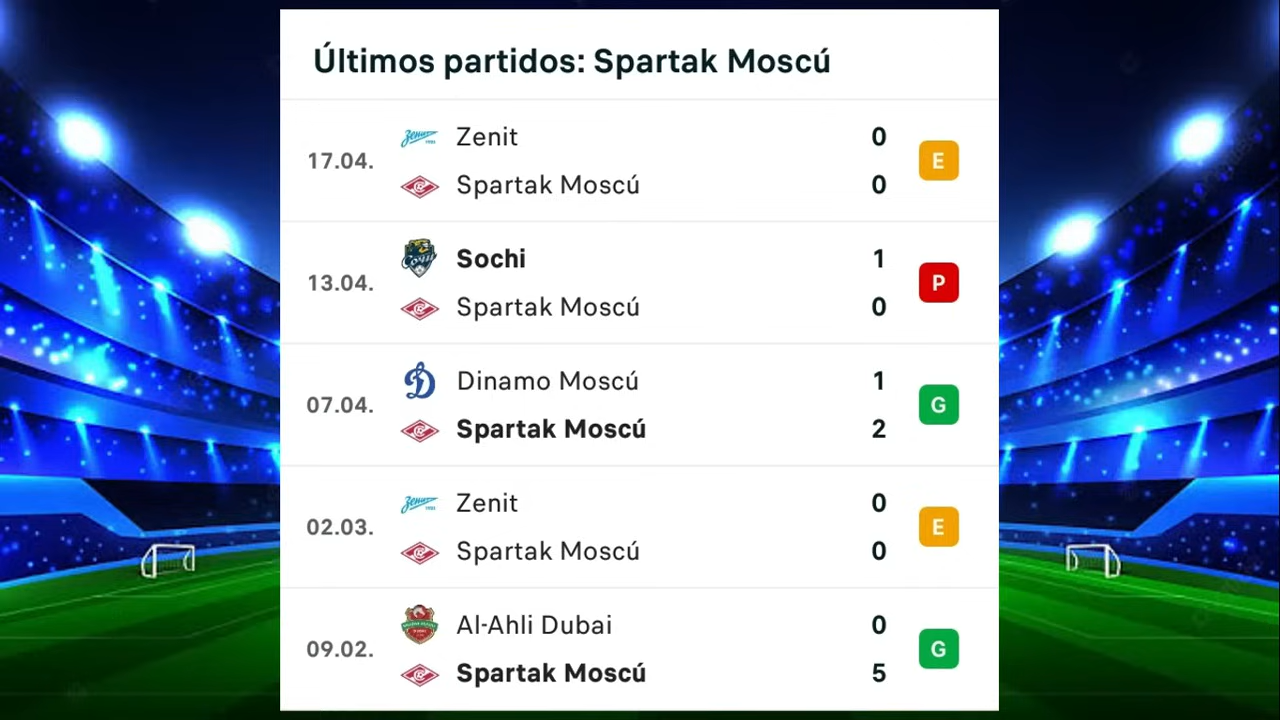 Últimos partidos: Spartak Moscú
17.04.
Zenit 0
Spartak Moscú 0
E
13.04.
Sochi 1
Spartak Moscú 0
P
07.04.
Dinamo Moscú 1
Spartak Moscú 2
G
02.03.
Zenit 0
Spartak Moscú 0
E
09.02.
Al-Ahli Dubai 0
Spartak Moscú 5
G